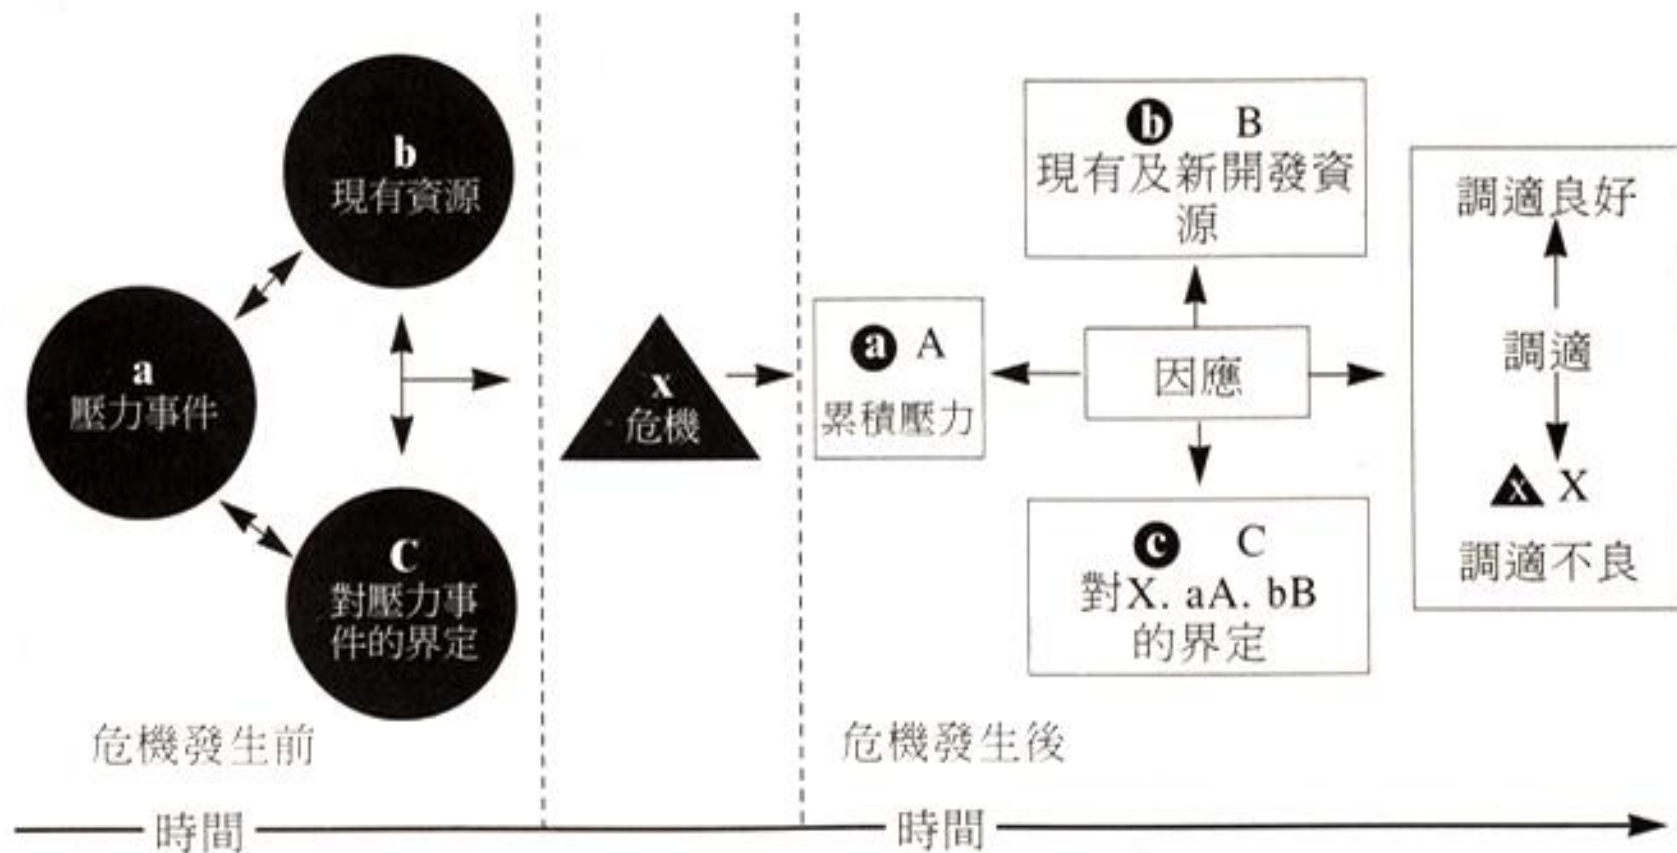 b
現有資源
a
壓力事件
C
對壓力事
件的界定
危機發生前
x
危機
a A
累積壓力
b B
現有及新開發資
源
因應
c C
對X. aA. bB
的界定
調適良好
調適
x X
調適不良
危機發生後
時間
時間